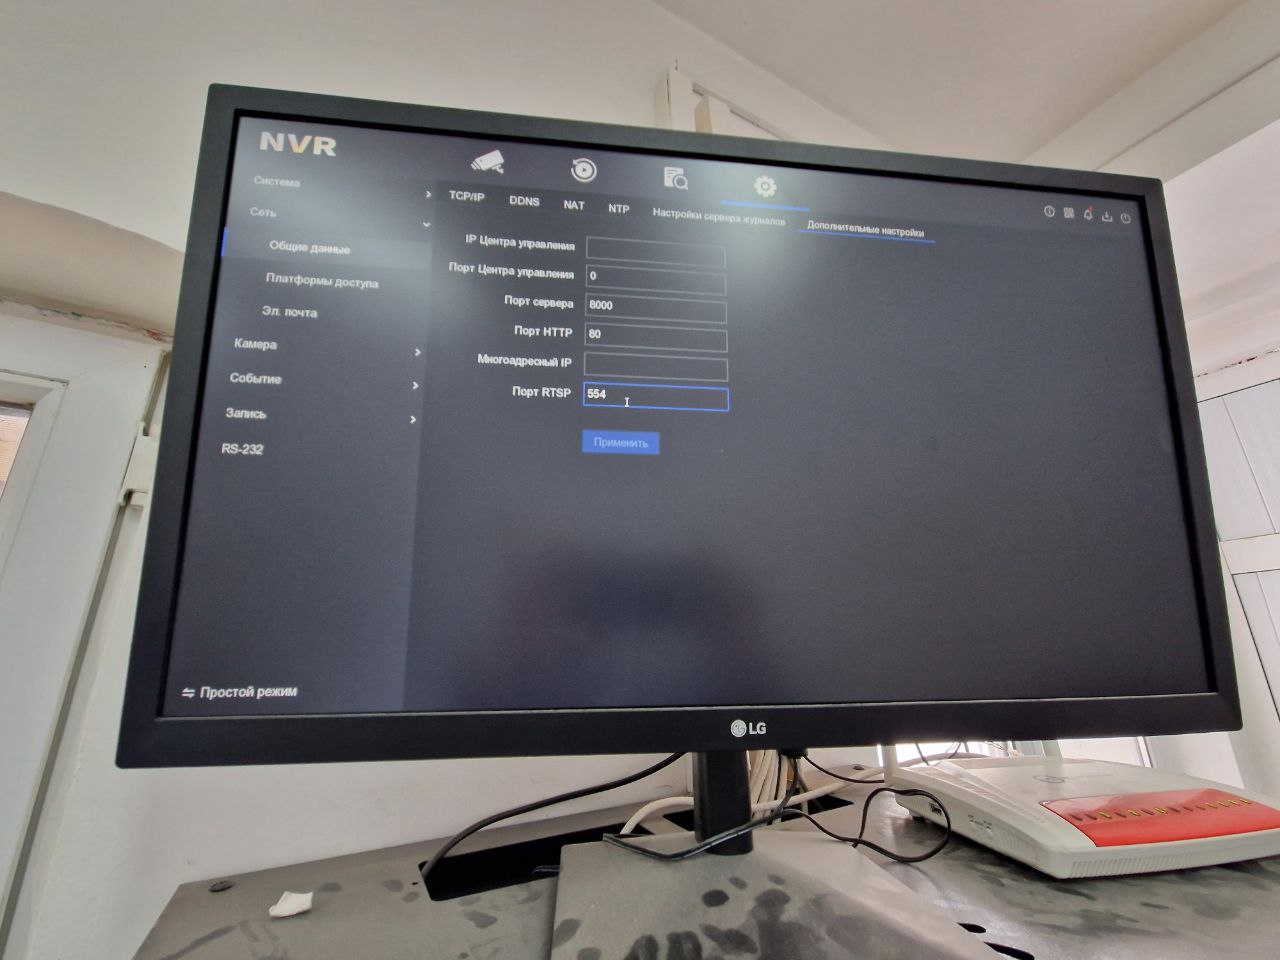 NVR
Система
Сеть
Общие данные
Платформы доступа
Эл. почта
Камера
Событие
Запись
RS-232
Простой режим
TCP/IP DDNS NAT NTP Настройки сервера журналов Дополнительные настройки
IP Центра управления
Порт Центра управления 0
Порт сервера 8000
Порт HTTP 80
Многоадресный IP
Порт RTSP 554
Применить
LG